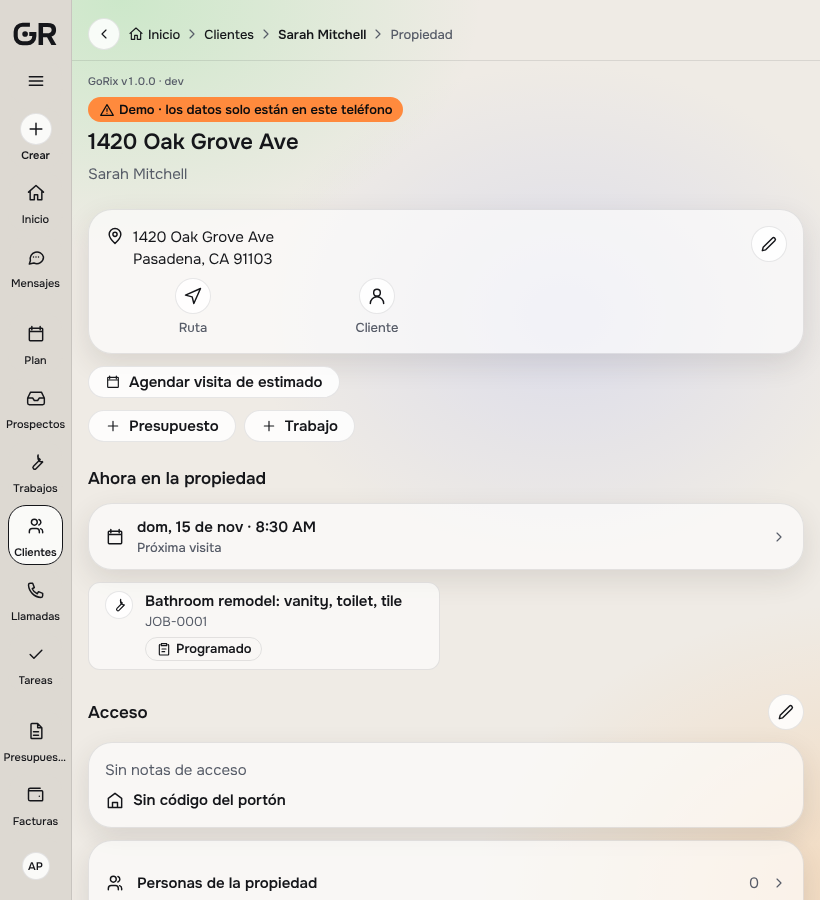 GR
Inicio
Clientes
Sarah Mitchell
Propiedad
GoRix v1.0.0 · dev
Demo · los datos solo están en este teléfono
1420 Oak Grove Ave
Sarah Mitchell
Crear
Inicio
Mensajes
Plan
Prospectos
Trabajos
Clientes
Llamadas
Tareas
Presupues...
Facturas
AP
1420 Oak Grove Ave
Pasadena, CA 91103
Ruta
Cliente
Agendar visita de estimado
Presupuesto
Trabajo
Ahora en la propiedad
dom, 15 de nov · 8:30 AM
Próxima visita
Bathroom remodel: vanity, toilet, tile
JOB-0001
Programado
Acceso
Sin notas de acceso
Sin código del portón
Personas de la propiedad
0